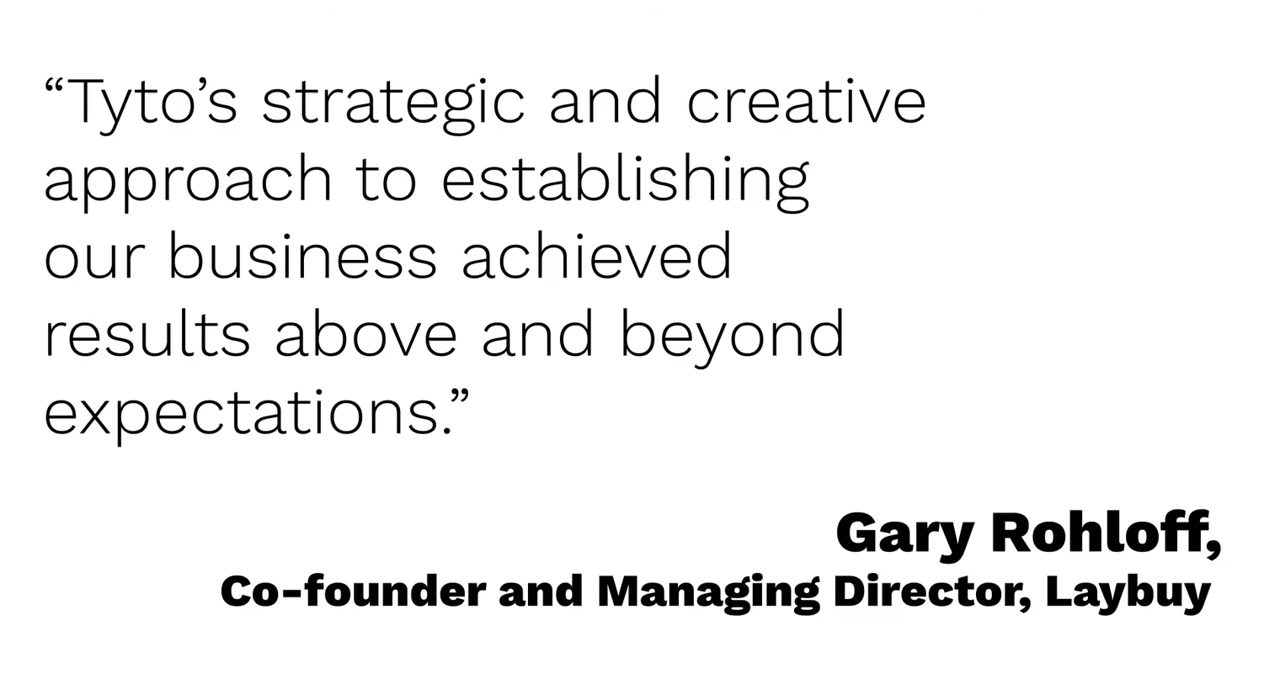 “Tyto’s strategic and creative
approach to establishing
our business achieved
results above and beyond
expectations.”
Gary Rohloff,
Co-founder and Managing Director, Laybuy